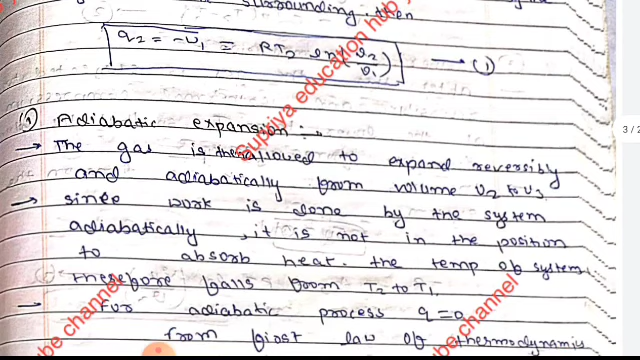 surrounding. then
q2 = -v1 = RT2 ln (v2/v1) → (1)
Adiabatic expansion:-
→ The gas is then allowed to expand reversibly
and adiabatically from volume v2 to v3
→ since work is done by the system
adiabatically, it is not in the position
to absorb heat. the temp of system
therefore falls from T2 to T1.
→ For adiabatic process q=0
from first law of thermodynamics
Supriya education hub
be channel
be channel
3 / 2